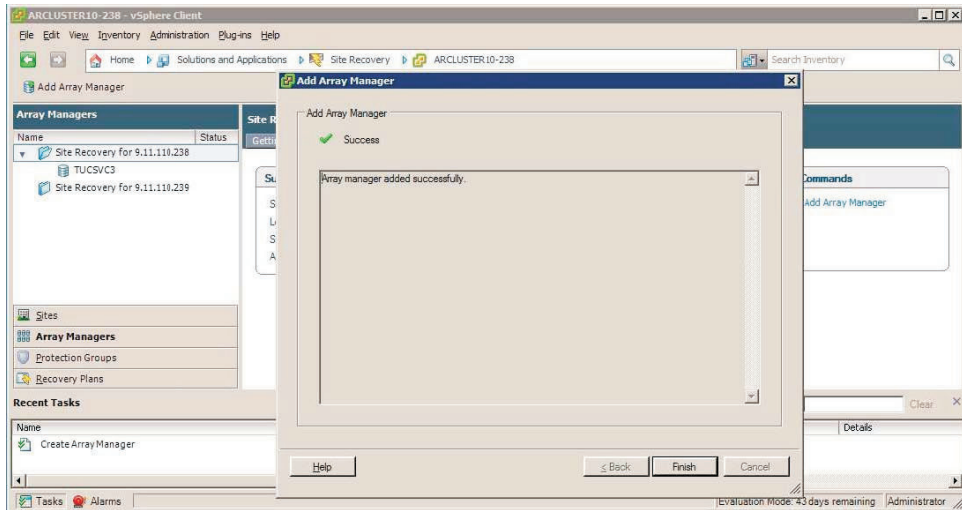 ARCLUSTER10-238 - vSphere Client
File Edit View Inventory Administration Plug-ins Help
Home Solutions and Applications Site Recovery ARCLUSTER10-238 Search Inventory
Add Array Manager
Add Array Manager
Array Managers
Name Status
Site Recovery for 9.11.110.238
TUCSVC3
Site Recovery for 9.11.110.239
Site R
Getti
Su
S
L
S
A
Add Array Manager
Success
Array manager added successfully.
Commands
Add Array Manager
Sites
Array Managers
Protection Groups
Recovery Plans
Recent Tasks
Clear
Name Details
Create Array Manager
Help < Back Finish Cancel
Tasks Alarms Evaluation Mode: 43 days remaining Administrator